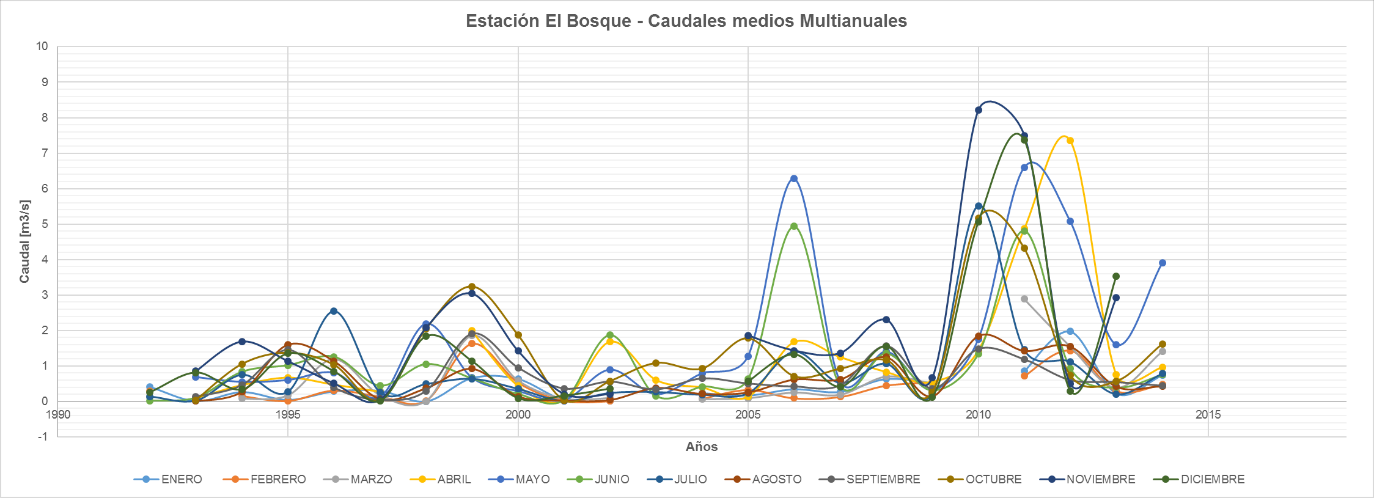 Estación El Bosque - Caudales medios Multianuales
10
9
8
7
6
5
4
3
2
1
0
-1
Caudal [m3/s]
1990 1995 2000 2005 2010 2015
Años
ENERO FEBRERO MARZO ABRIL MAYO JUNIO JULIO AGOSTO SEPTIEMBRE OCTUBRE NOVIEMBRE DICIEMBRE